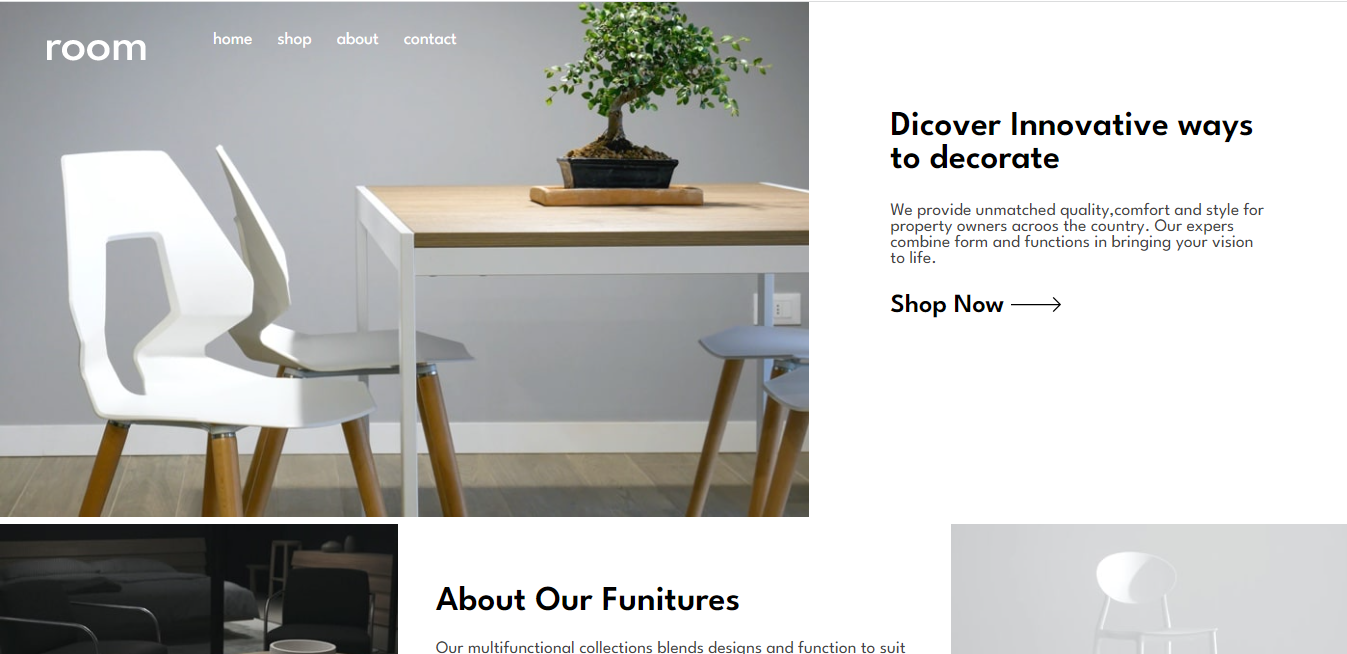 room
home shop about contact
Dicover Innovative ways
to decorate
We provide unmatched quality,comfort and style for
property owners acroos the country. Our expers
combine form and functions in bringing your vision
to life.
Shop Now
About Our Funitures
Our multifunctional collections blends designs and function to suit